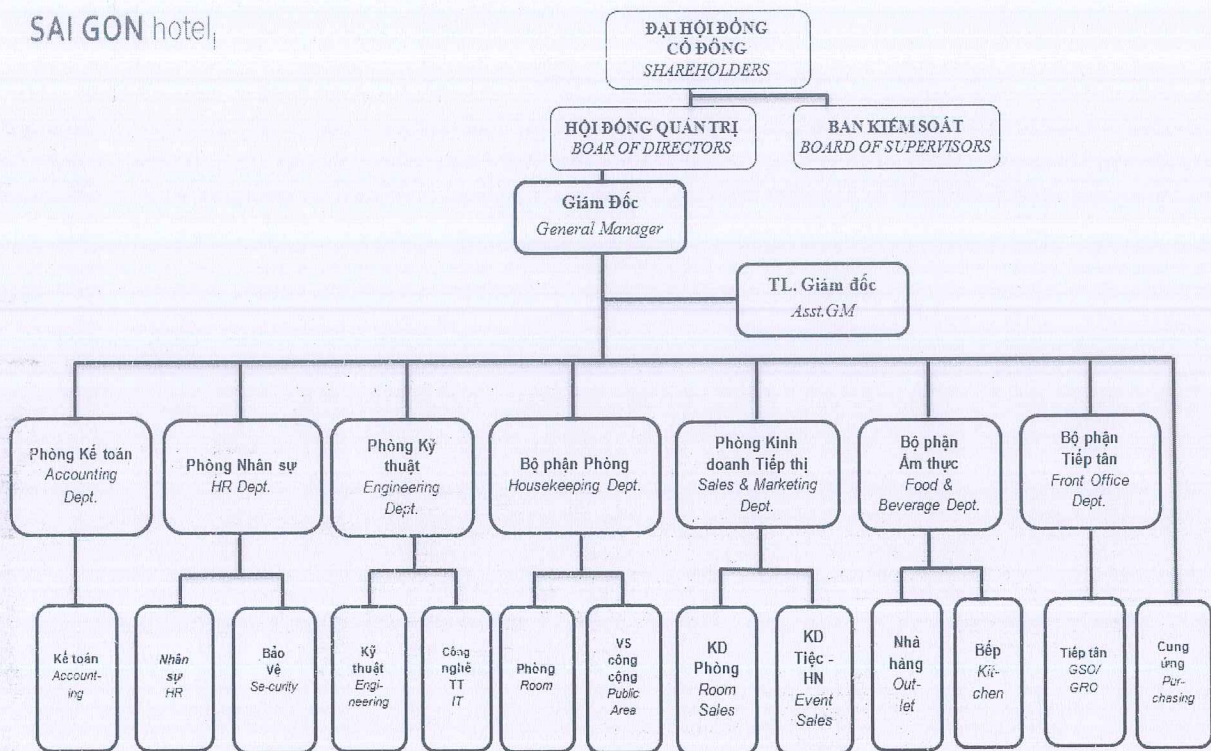 SAI GON hotel
ĐẠI HỘI ĐỒNG
CỔ ĐÔNG
SHAREHOLDERS
HỘI ĐỒNG QUẢN TRỊ
BOAR OF DIRECTORS
BAN KIỂM SOÁT
BOARD OF SUPERVISORS
Giám Đốc
General Manager
TL. Giám đốc
Asst.GM
Phòng Kế toán
Accounting
Dept.
Phòng Nhân sự
HR Dept.
Phòng Kỹ
thuật
Engineering
Dept.
Bộ phận Phòng
Housekeeping Dept.
Phòng Kinh
doanh Tiếp thị
Sales & Marketing
Dept.
Bộ phận
Ẩm thực
Food &
Beverage Dept.
Bộ phận
Tiếp tân
Front Office
Dept.
Kế toán
Account-
ing
Nhân
sự
HR
Bảo
Vệ
Se-curity
Kỹ
thuật
Engi-
neering
Công
nghệ
TT
IT
Phòng
Room
VS
công
cộng
Public
Area
KD
Phòng
Room
Sales
KD
Tiệc -
HN
Event
Sales
Nhà
hàng
Out-
let
Bếp
Kit-
chen
Tiếp tân
GSO/
GRO
Cung
ứng
Pur-
chasing